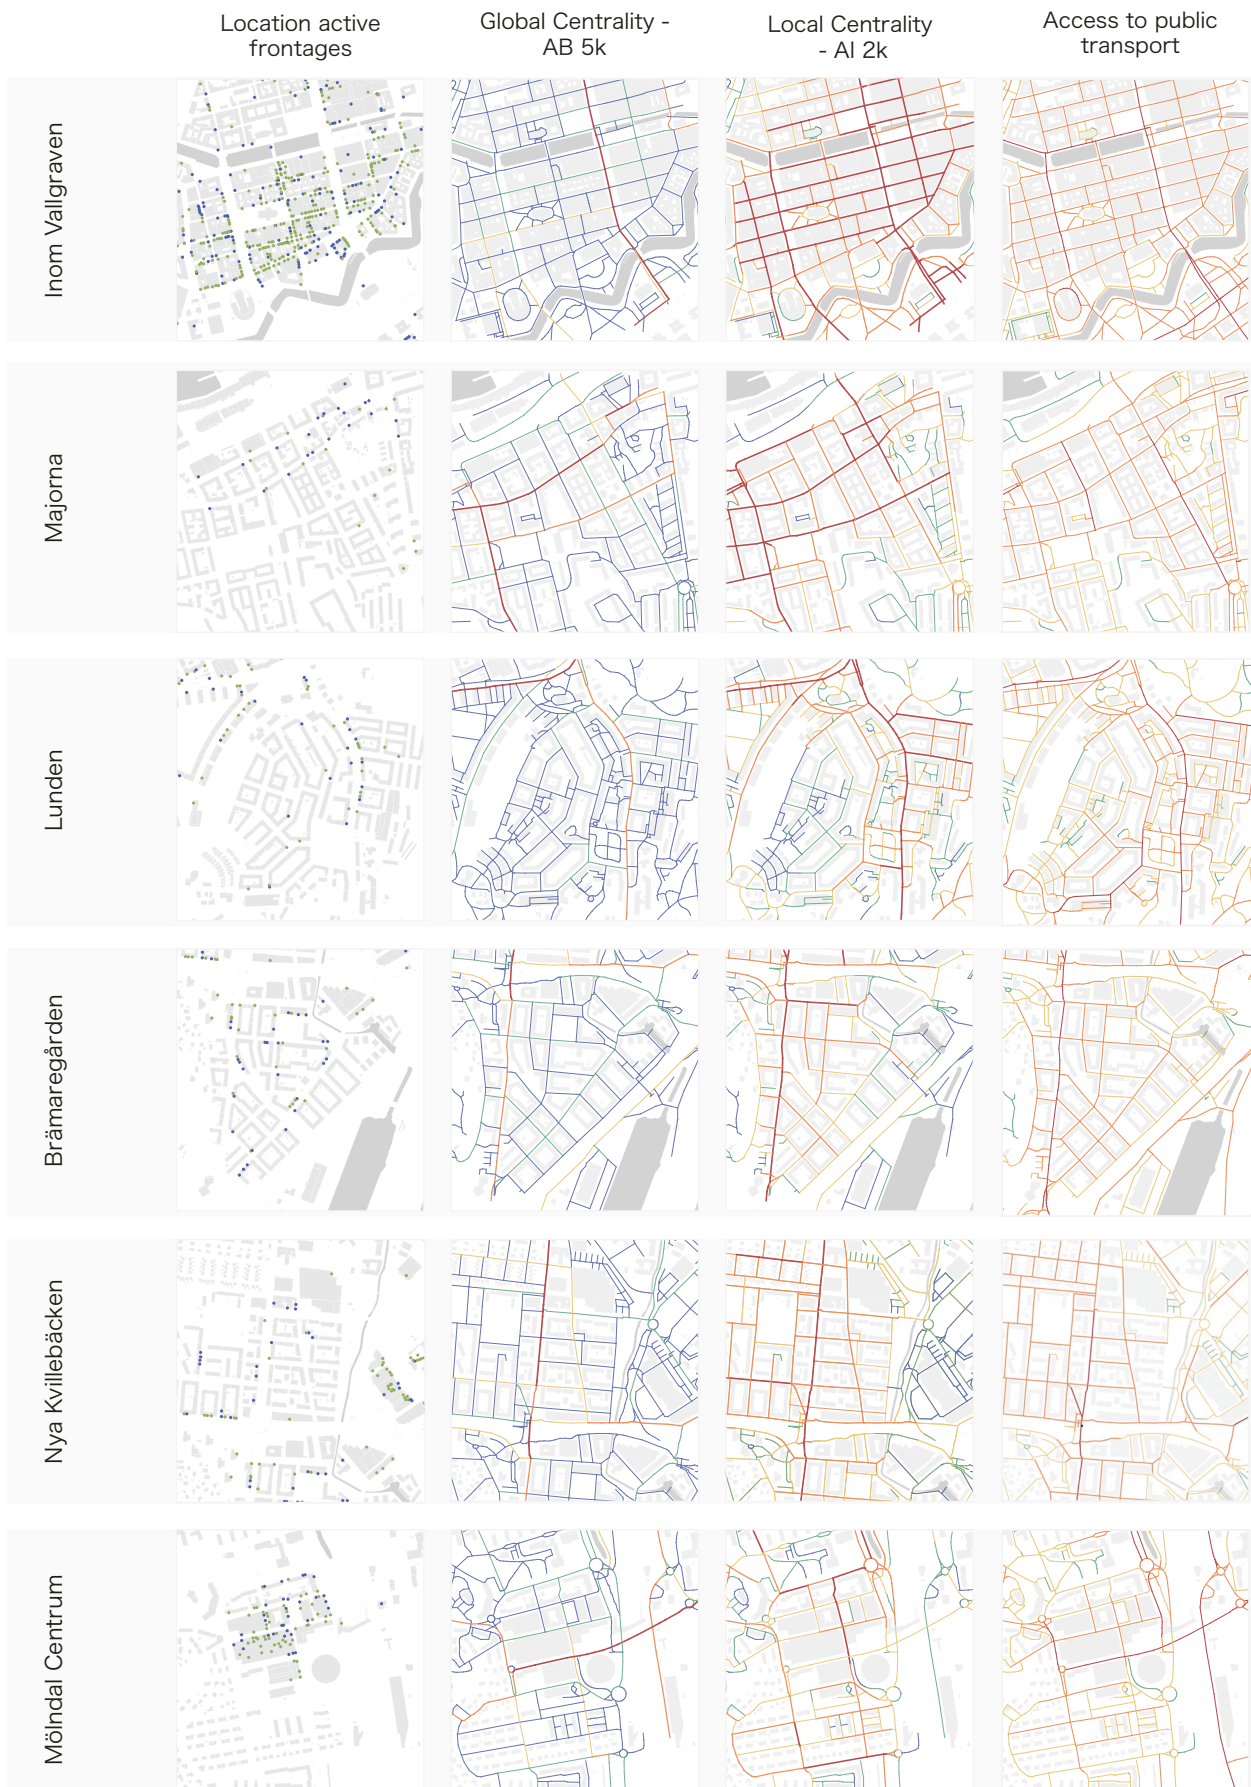 Location active
frontages
Global Centrality -
AB 5k
Local Centrality
- AI 2k
Access to public
transport
Inom Vallgraven
Majorna
Lunden
Brämaregården
Nya Kvillebäcken
Mölndal Centrum